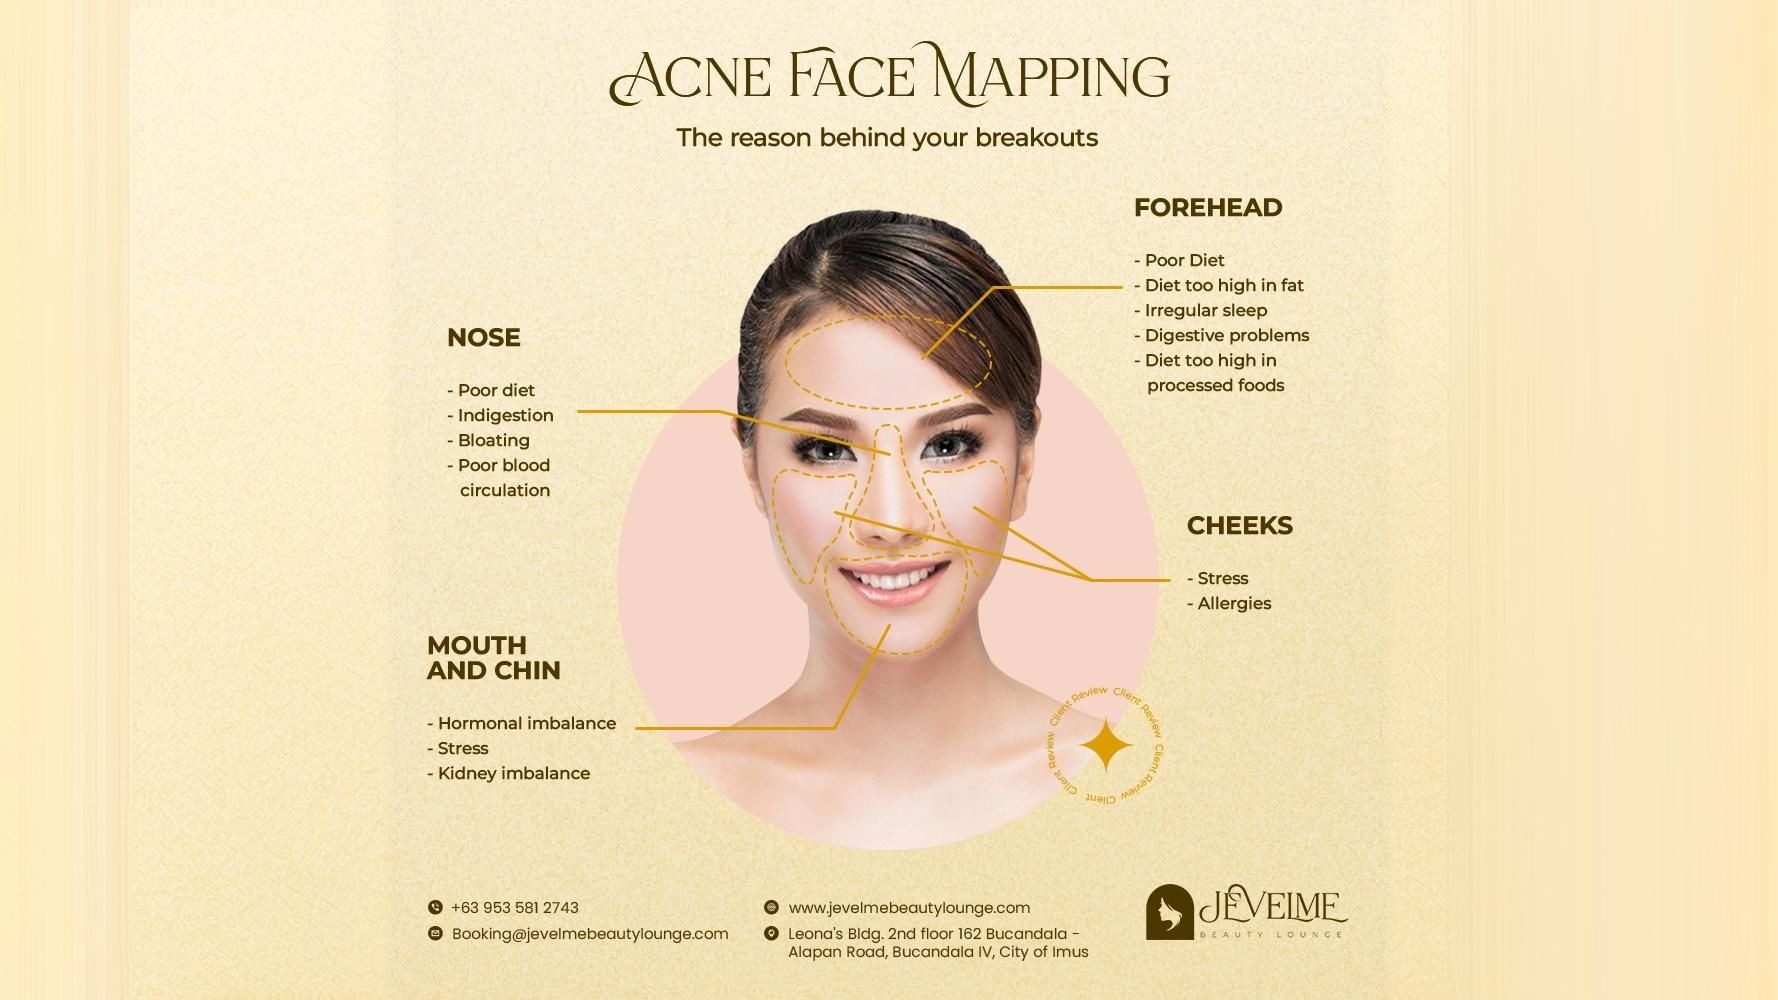 ACNE FACE MAPPING
The reason behind your breakouts
FOREHEAD
- Poor Diet
- Diet too high in fat
- Irregular sleep
- Digestive problems
- Diet too high in
processed foods
NOSE
- Poor diet
- Indigestion
- Bloating
- Poor blood
circulation
CHEEKS
- Stress
- Allergies
MOUTH
AND CHIN
- Hormonal imbalance
- Stress
- Kidney imbalance
Client Review Client Review Client Review Client Client Review
+63 953 581 2743
Booking@jevelmebeautylounge.com
www.jevelmebeautylounge.com
Leona's Bldg. 2nd floor 162 Bucandala -
Alapan Road, Bucandala IV, City of Imus
JEVELME
BEAUTY LOUNGE